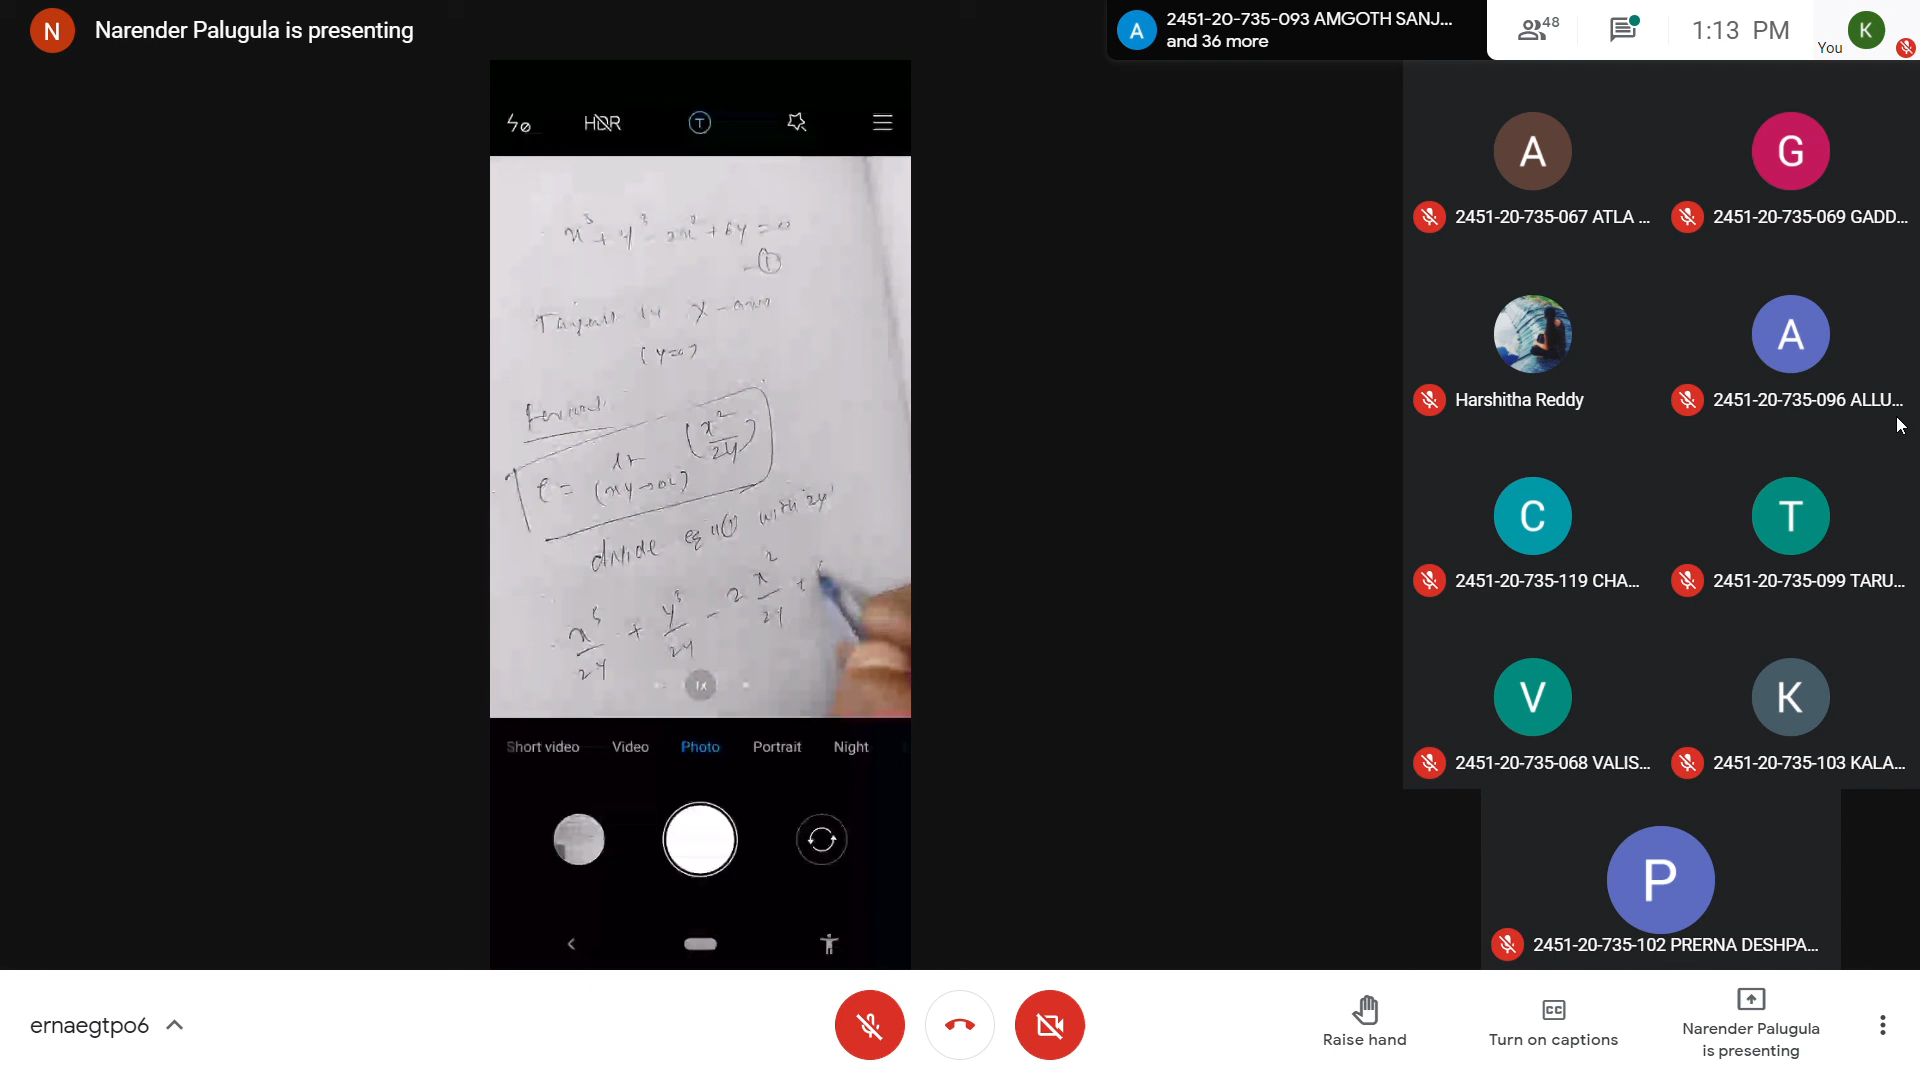 N Narender Palugula is presenting
A 2451-20-735-093 AMGOTH SANJ...
and 36 more
48
1:13 PM
You K
HDR T
x³ + y³ - 2x² + 6y = 0
- ①
to X - axis
(y=0)
ρ = lt (x²/2y)
divide eq ① with '2y'
x³/2y + y³/2y - 2 x²/2y +
1x
Short video Video Photo Portrait Night
A G
2451-20-735-067 ATLA ... 2451-20-735-069 GADD...
A
Harshitha Reddy 2451-20-735-096 ALLU...
C T
2451-20-735-119 CHA... 2451-20-735-099 TARU...
V K
2451-20-735-068 VALIS... 2451-20-735-103 KALA...
P
2451-20-735-102 PRERNA DESHPA...
ernaegtpo6
Raise hand
CC
Turn on captions
Narender Palugula
is presenting